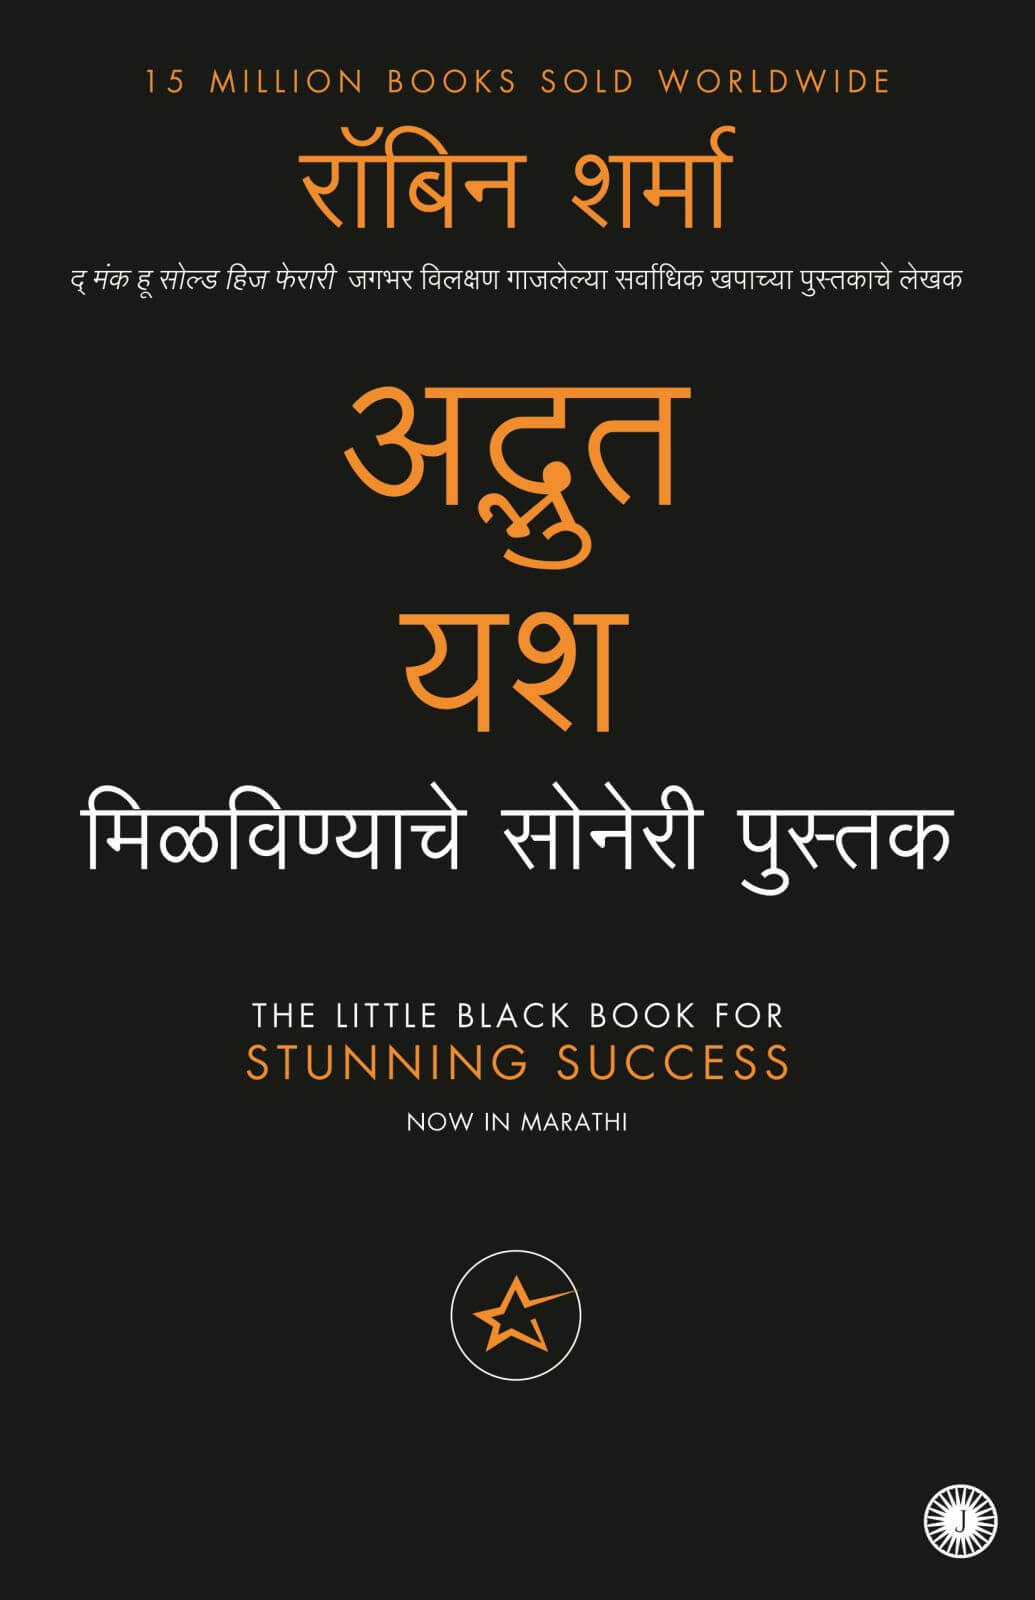 15 MILLION BOOKS SOLD WORLDWIDE
रॉबिन शर्मा
द् मंक हू सोल्ड हिज फेरारी जगभर विलक्षण गाजलेल्या सर्वाधिक खपाच्या पुस्तकाचे लेखक
अद्भुत
यश
मिळविण्याचे सोनेरी पुस्तक
THE LITTLE BLACK BOOK FOR
STUNNING SUCCESS
NOW IN MARATHI
J